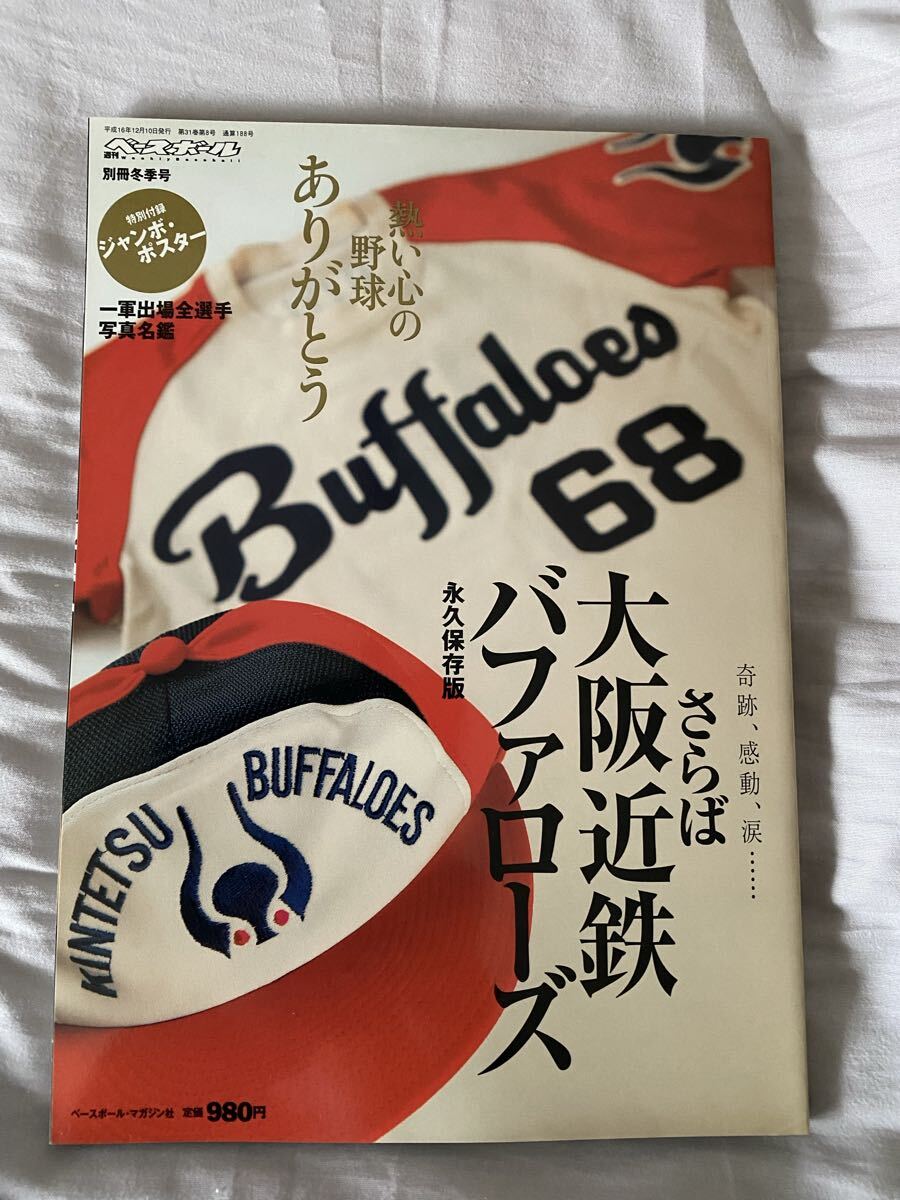 平成16年12月10日発行 第31巻第8号 通算188号
週刊ベースボール
Weekly Baseball
別冊冬季号
特別付録
ジャンボ・
ポスター
一軍出場全選手
写真名鑑
熱い心の
野球
ありがとう
Buffaloes
68
奇跡、感動、涙……
さらば
大阪近鉄
バファローズ
永久保存版
KINTETSU BUFFALOES
ベースボール・マガジン社 定価980円